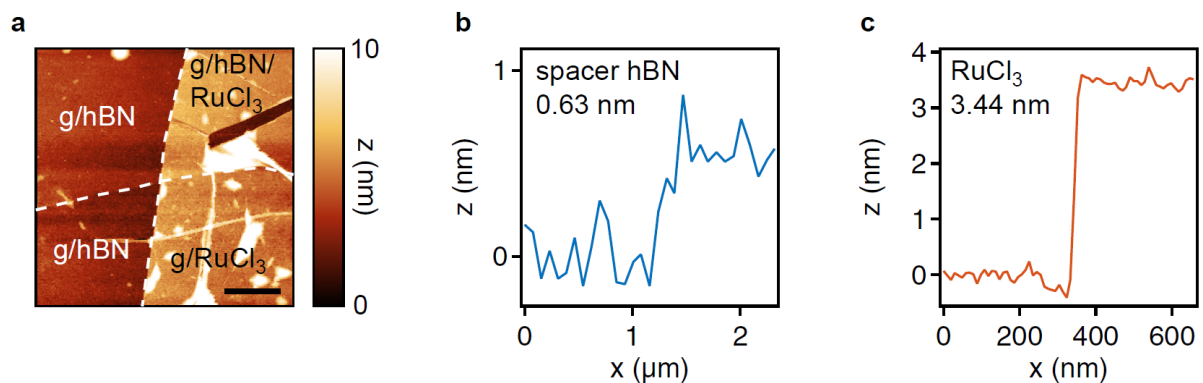 a
g/hBN
g/hBN/
RuCl₃
g/hBN
g/RuCl₃
10
z (nm)
0
b
spacer hBN
0.63 nm
z (nm)
1
0
0 1 2
x (μm)
c
RuCl₃
3.44 nm
z (nm)
4
3
2
1
0
0 200 400 600
x (nm)